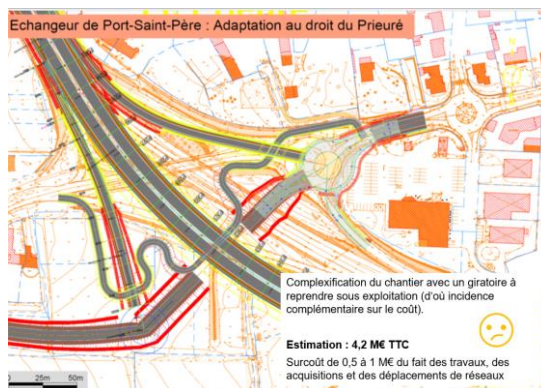 Echangeur de Port-Saint-Père : Adaptation au droit du Prieuré
Complexification du chantier avec un giratoire à
reprendre sous exploitation (d'où incidence
complémentaire sur le coût).
Estimation : 4,2 M€ TTC
Surcoût de 0,5 à 1 M€ du fait des travaux, des
acquisitions et des déplacements de réseaux
0 25m 50m